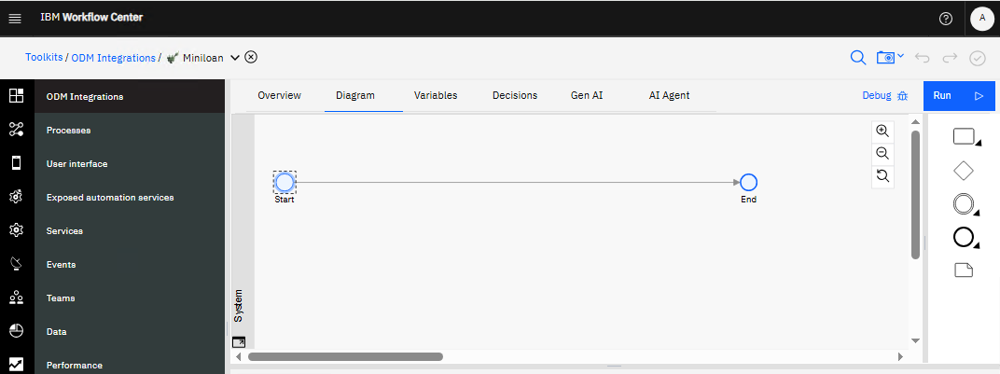 IBM Workflow Center
A
Toolkits / ODM Integrations / Miniloan
ODM Integrations
Processes
User interface
Exposed automation services
Services
Events
Teams
Data
Performance
Overview Diagram Variables Decisions Gen AI AI Agent
Debug
Run
Start
End
System